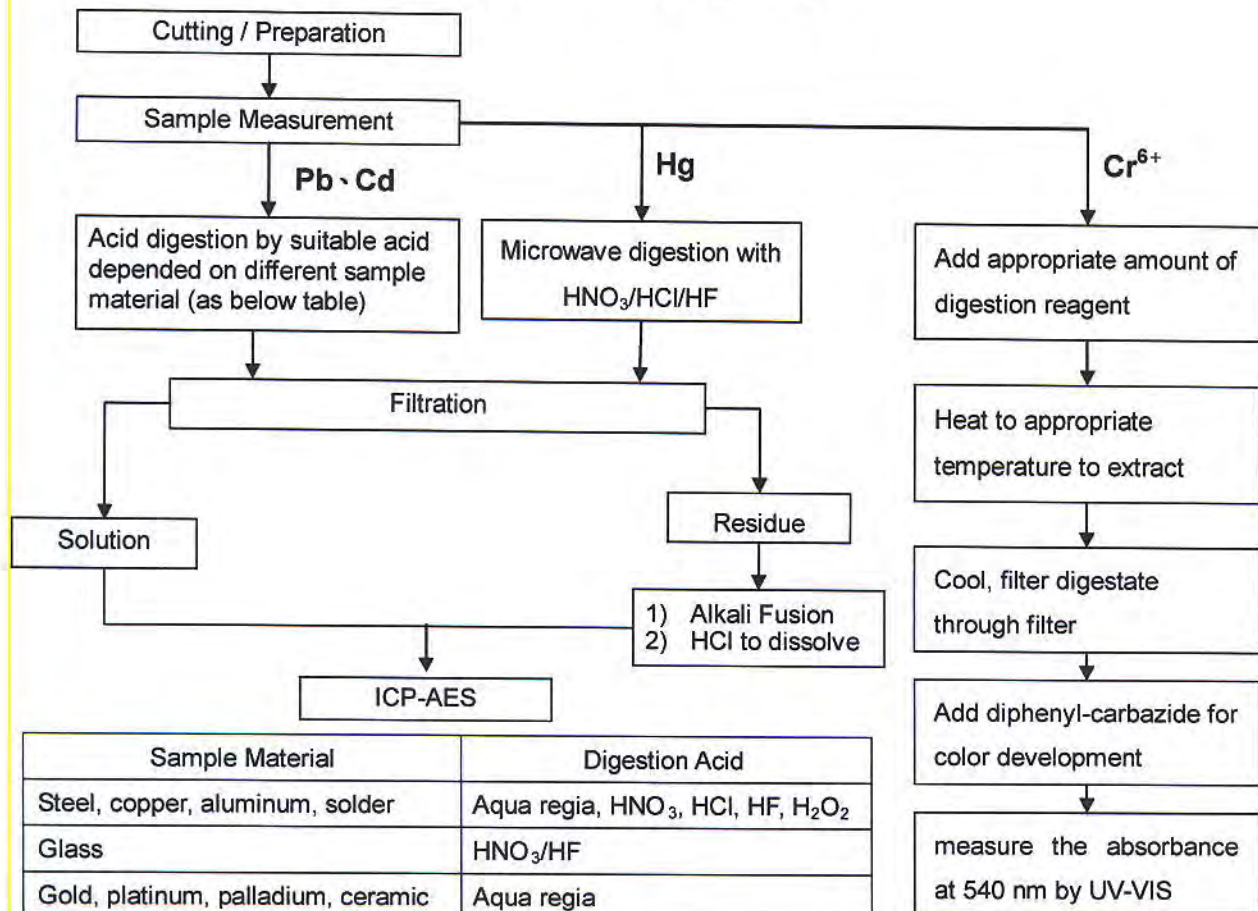 Cutting / Preparation
Sample Measurement
Pb、Cd
Hg
Cr⁶⁺
Acid digestion by suitable acid
depended on different sample
material (as below table)
Microwave digestion with
HNO₃/HCl/HF
Add appropriate amount of
digestion reagent
Filtration
Heat to appropriate
temperature to extract
Solution
Residue
Cool, filter digestate
through filter
1) Alkali Fusion
2) HCl to dissolve
ICP-AES
Add diphenyl-carbazide for
color development
measure the absorbance
at 540 nm by UV-VIS
Sample Material Digestion Acid
Steel, copper, aluminum, solder Aqua regia, HNO₃, HCl, HF, H₂O₂
Glass HNO₃/HF
Gold, platinum, palladium, ceramic Aqua regia